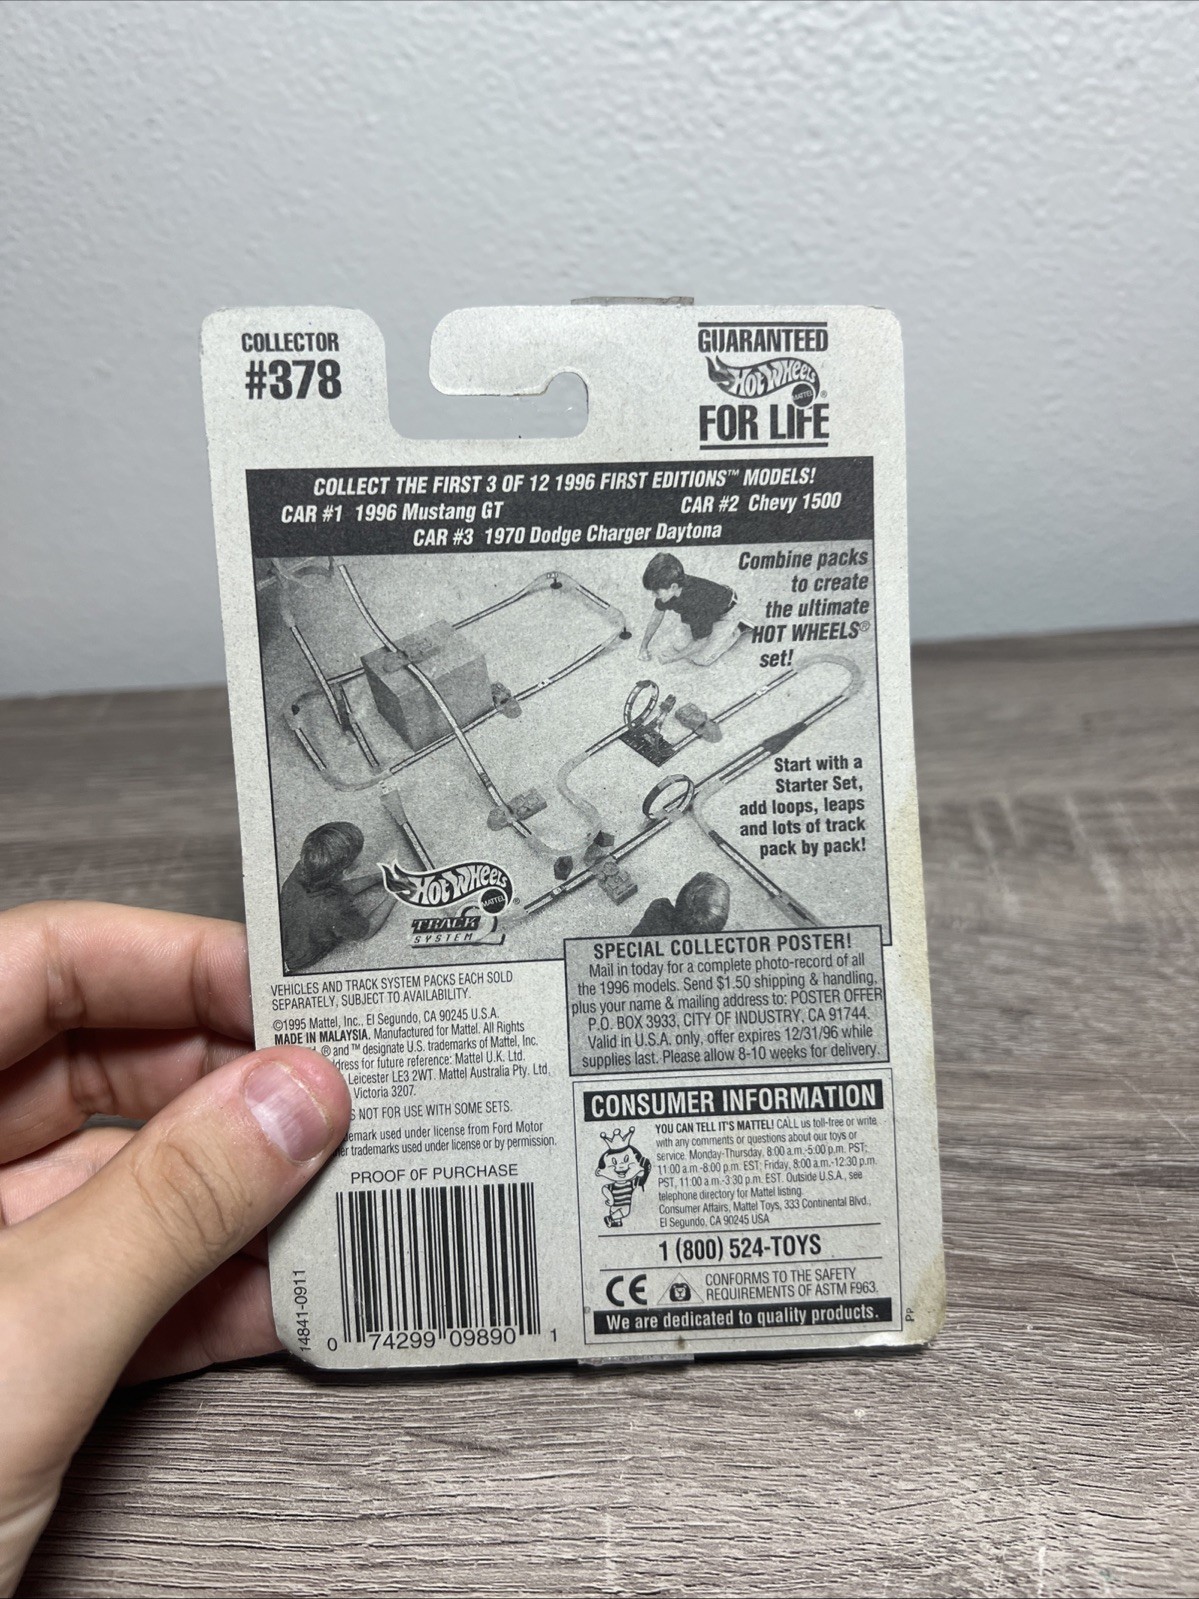 COLLECTOR
#378
GUARANTEED
HOT WHEELS
MATTEL
®
FOR LIFE
COLLECT THE FIRST 3 OF 12 1996 FIRST EDITIONS™ MODELS!
CAR #1 1996 Mustang GT
CAR #2 Chevy 1500
CAR #3 1970 Dodge Charger Daytona
Combine packs
to create
the ultimate
HOT WHEELS®
set!
Start with a
Starter Set,
add loops, leaps
and lots of track
pack by pack!
HOT WHEELS
MATTEL
®
TRACK
SYSTEM
VEHICLES AND TRACK SYSTEM PACKS EACH SOLD
SEPARATELY, SUBJECT TO AVAILABILITY.
©1995 Mattel, Inc., El Segundo, CA 90245 U.S.A.
MADE IN MALAYSIA. Manufactured for Mattel. All Rights
® and ™ designate U.S. trademarks of Mattel, Inc.
for future reference: Mattel U.K. Ltd.
Leicester LE3 2WT. Mattel Australia Pty. Ltd.
Victoria 3207.
NOT FOR USE WITH SOME SETS.
used under license from Ford Motor
trademarks used under license or by permission.
PROOF OF PURCHASE
14841-0911
0 74299 09890 1
SPECIAL COLLECTOR POSTER!
Mail in today for a complete photo-record of all
the 1996 models. Send $1.50 shipping & handling,
plus your name & mailing address to: POSTER OFFER
P.O. BOX 3933, CITY OF INDUSTRY, CA 91744.
Valid in U.S.A. only, offer expires 12/31/96 while
supplies last. Please allow 8-10 weeks for delivery.
CONSUMER INFORMATION
YOU CAN TELL IT'S MATTEL! CALL us toll-free or write
with any comments or questions about our toys or
service. Monday-Thursday, 8:00 a.m.-5:00 p.m. PST;
11:00 a.m.-8:00 p.m. EST; Friday, 8:00 a.m.-12:30 p.m.
PST, 11:00 a.m.-3:30 p.m. EST. Outside U.S.A., see
telephone directory for Mattel listing.
Consumer Affairs, Mattel Toys, 333 Continental Blvd.,
El Segundo, CA 90245 USA
1 (800) 524-TOYS
CE
CONFORMS TO THE SAFETY
REQUIREMENTS OF ASTM F963.
We are dedicated to quality products.
PP